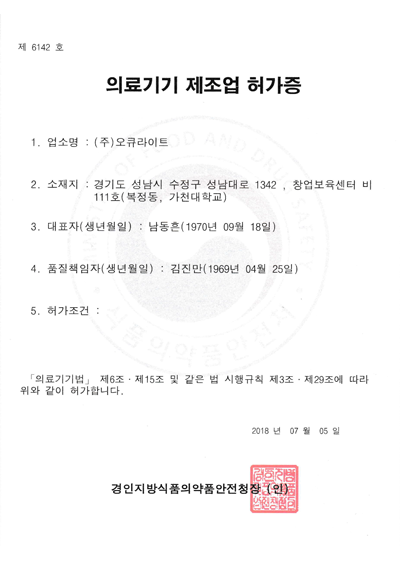 제 6142 호
의료기기 제조업 허가증
1. 업소명 : (주)오큐라이트
2. 소재지 : 경기도 성남시 수정구 성남대로 1342 , 창업보육센터 비
111호(복정동, 가천대학교)
3. 대표자(생년월일) : 남동흔(1970년 09월 18일)
4. 품질책임자(생년월일) : 김진만(1969년 04월 25일)
5. 허가조건 :
「의료기기법」 제6조ㆍ제15조 및 같은 법 시행규칙 제3조ㆍ제29조에 따라
위와 같이 허가합니다.
2018 년 07 월 05 일
경인지방식품의약품안전청장 (인)